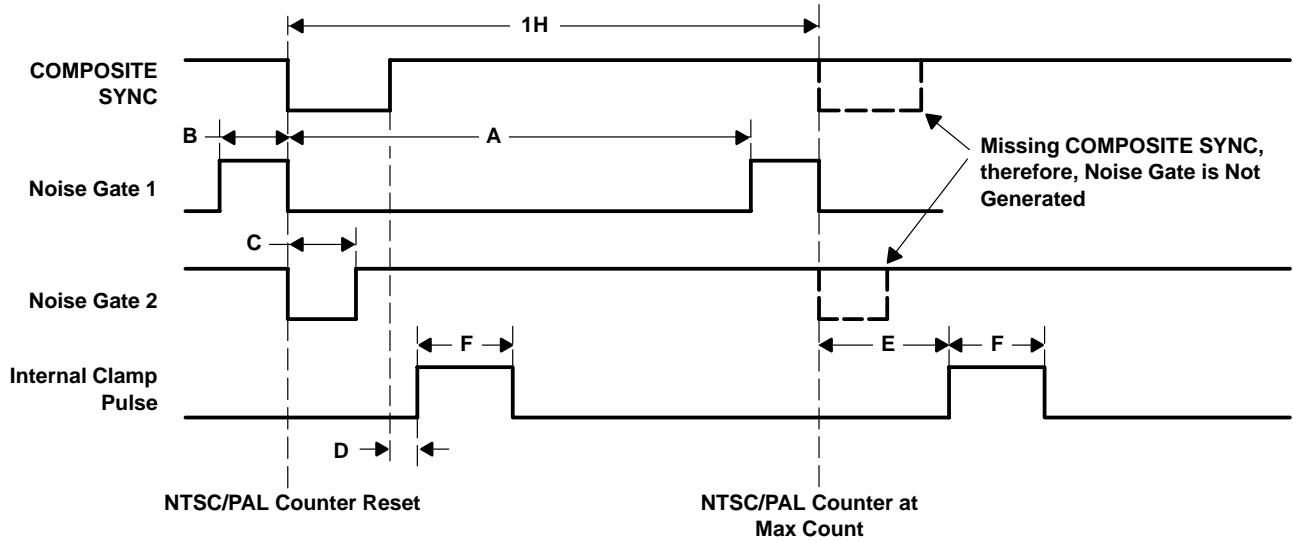 1H
COMPOSITE
SYNC
B
A
Missing COMPOSITE SYNC,
therefore, Noise Gate is Not
Generated
Noise Gate 1
C
Noise Gate 2
F
E
F
Internal Clamp
Pulse
D
NTSC/PAL Counter Reset
NTSC/PAL Counter at
Max Count